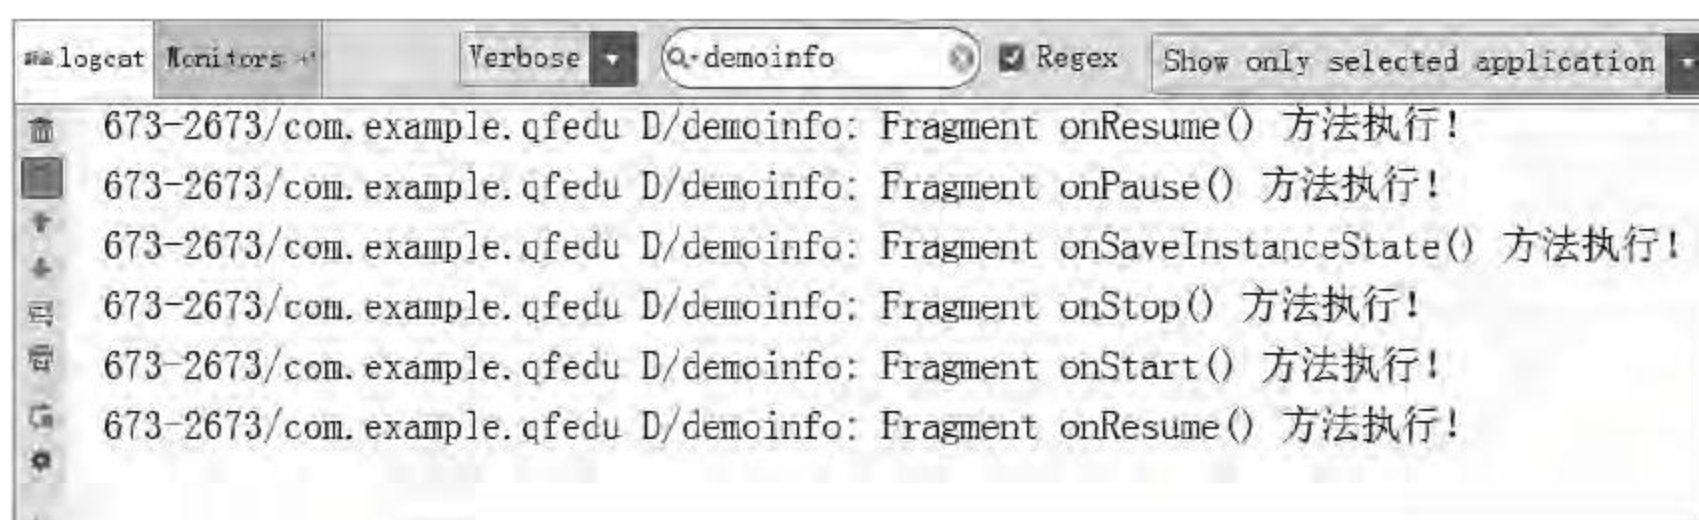 logcat Monitors Verbose demoinfo Regex Show only selected application
673-2673/com.example.qfedu D/demoinfo: Fragment onResume() 方法执行!
673-2673/com.example.qfedu D/demoinfo: Fragment onPause() 方法执行!
673-2673/com.example.qfedu D/demoinfo: Fragment onSaveInstanceState() 方法执行!
673-2673/com.example.qfedu D/demoinfo: Fragment onStop() 方法执行!
673-2673/com.example.qfedu D/demoinfo: Fragment onStart() 方法执行!
673-2673/com.example.qfedu D/demoinfo: Fragment onResume() 方法执行!